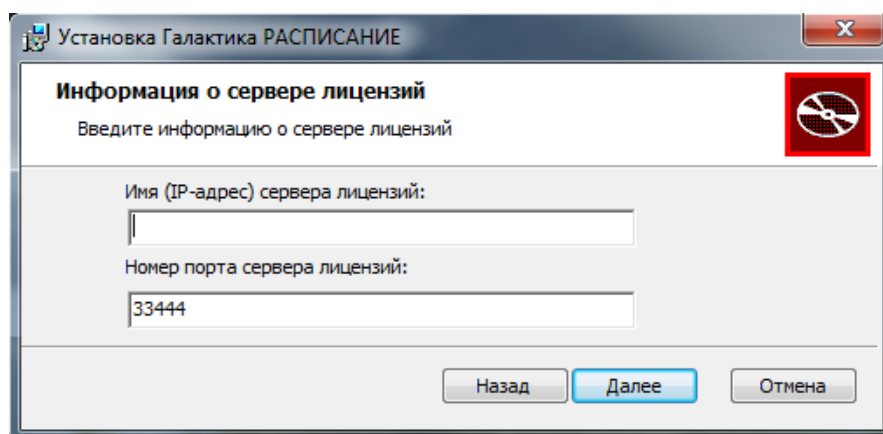 Установка Галактика РАСПИСАНИЕ
Информация о сервере лицензий
Введите информацию о сервере лицензий
Имя (IP-адрес) сервера лицензий:
Номер порта сервера лицензий:
33444
Назад Далее Отмена